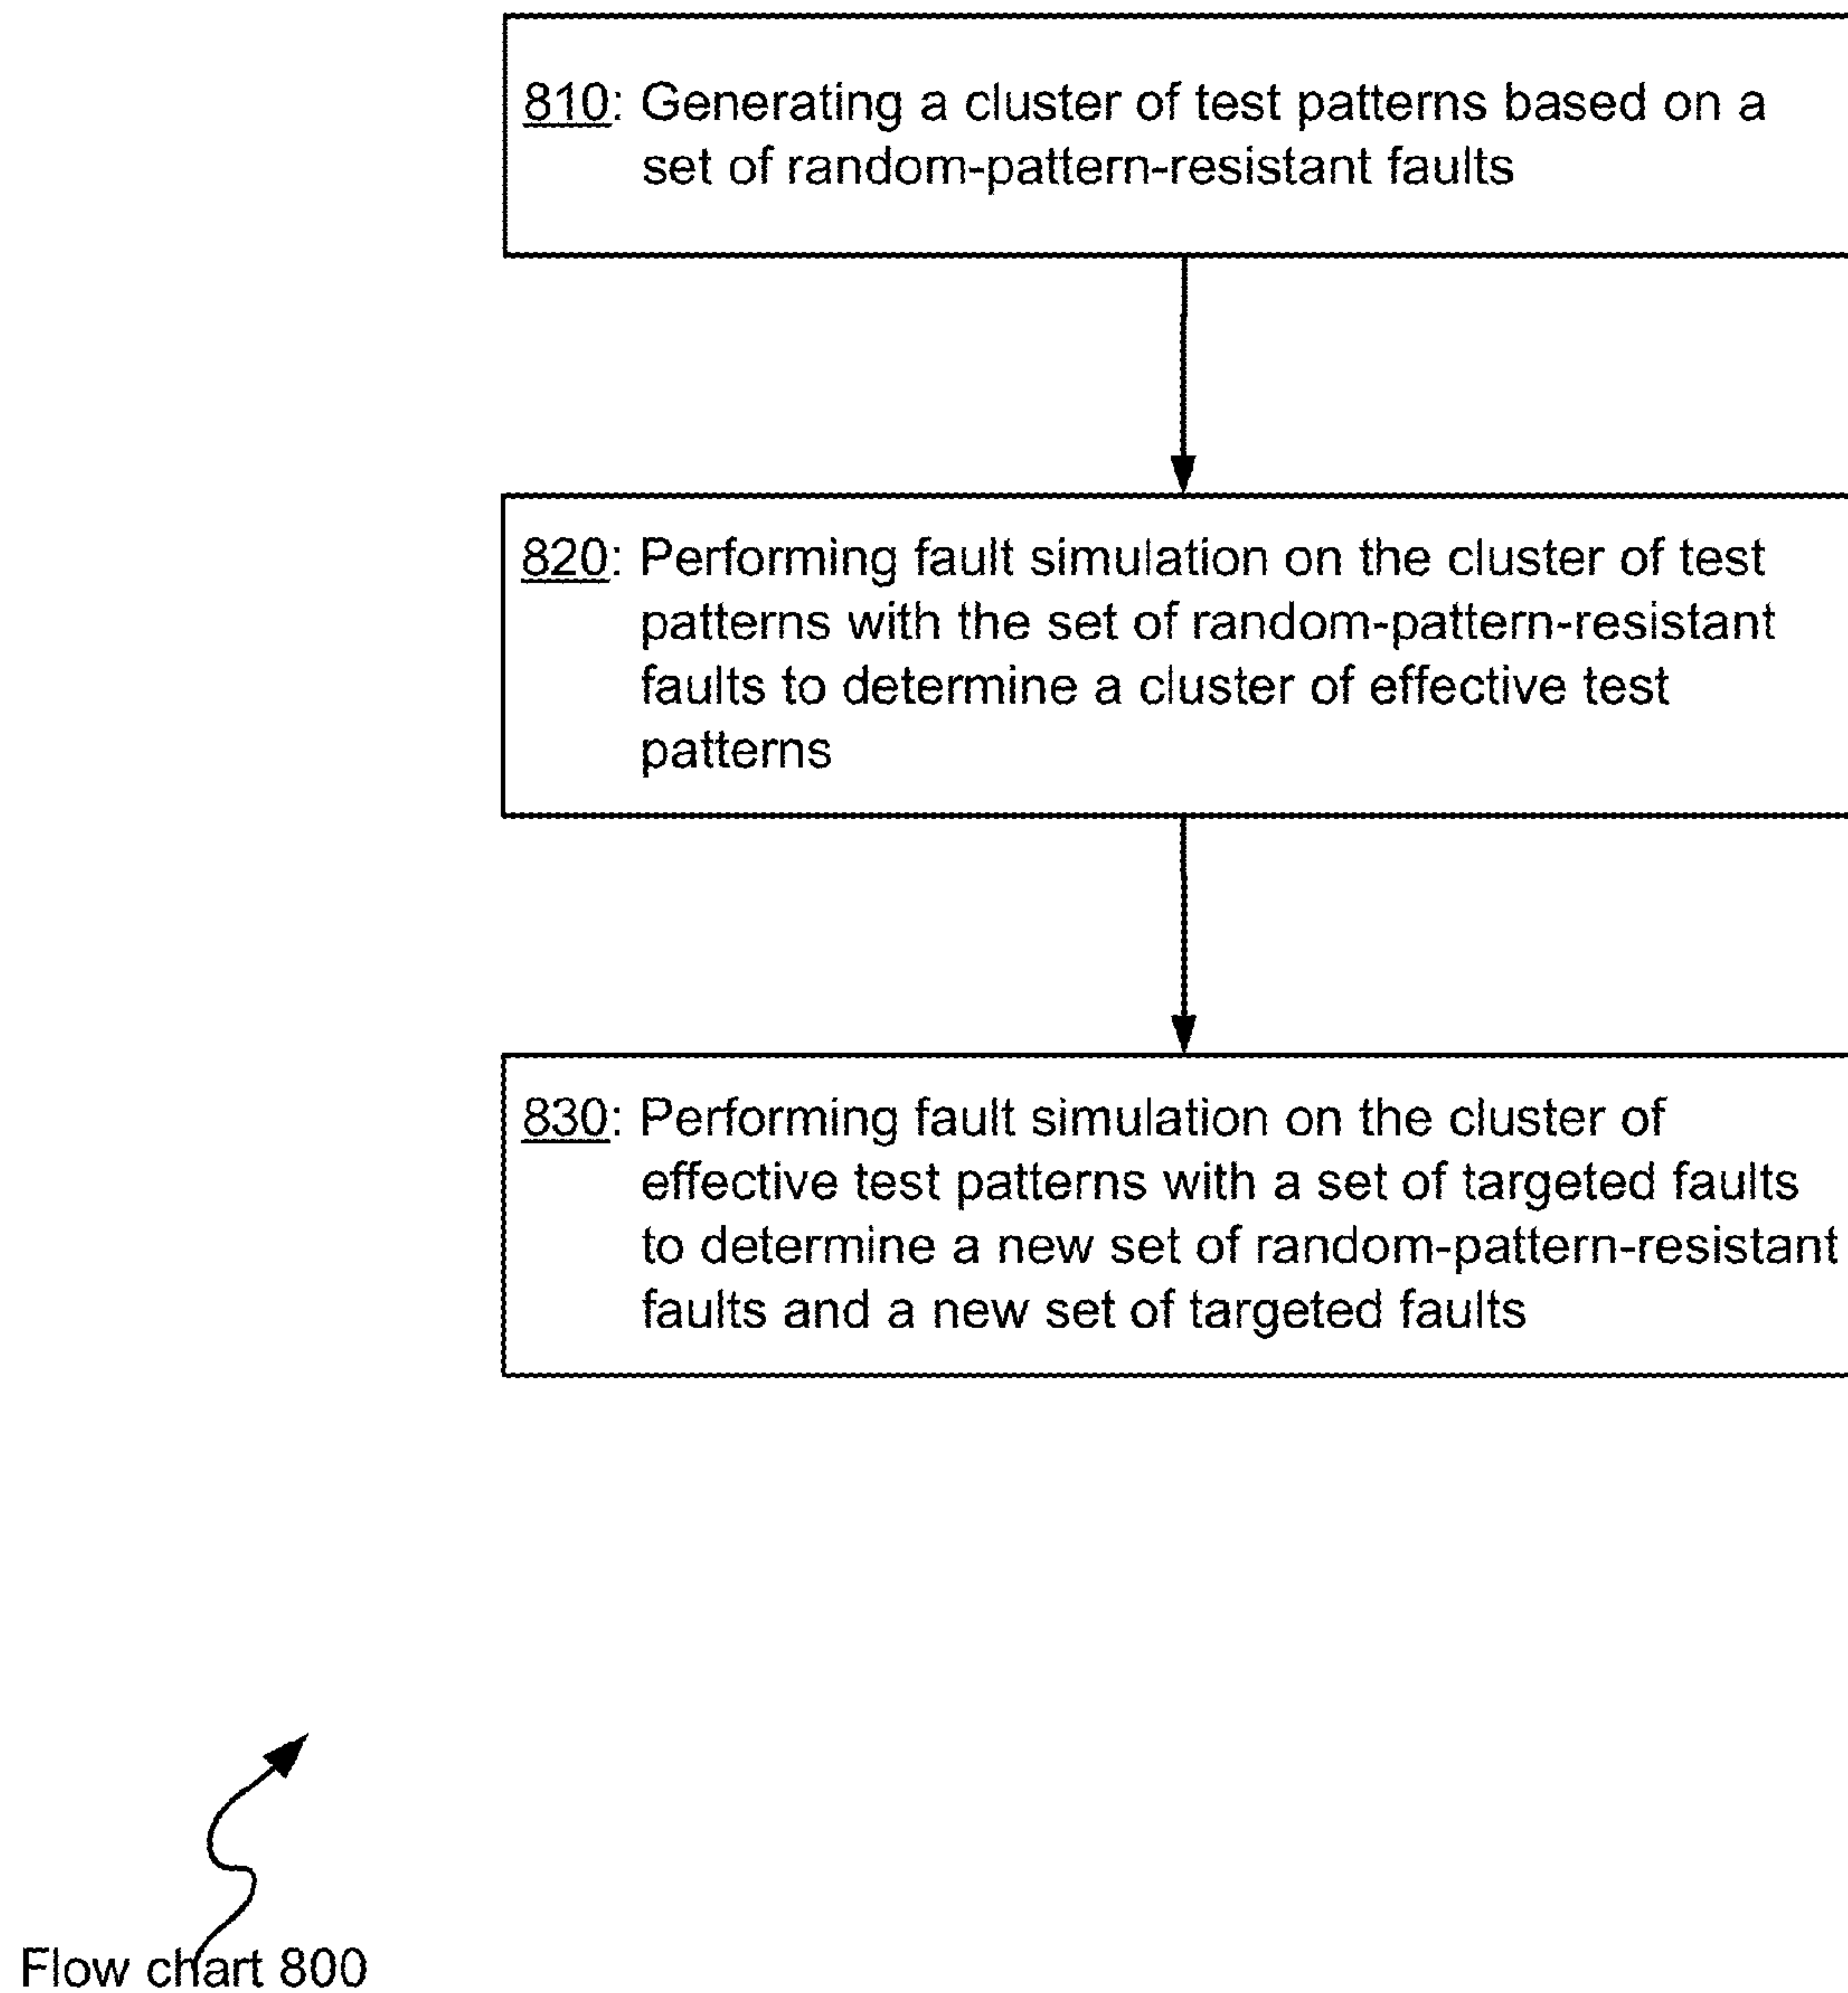 810: Generating a cluster of test patterns based on a
set of random-pattern-resistant faults
820: Performing fault simulation on the cluster of test
patterns with the set of random-pattern-resistant
faults to determine a cluster of effective test
patterns
830: Performing fault simulation on the cluster of
effective test patterns with a set of targeted faults
to determine a new set of random-pattern-resistant
faults and a new set of targeted faults
Flow chart 800